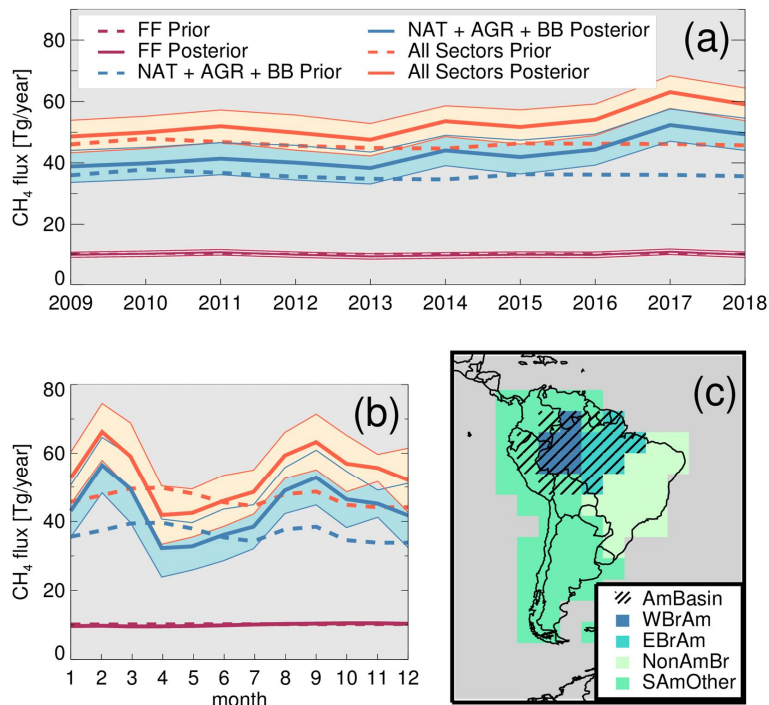 FF Prior
FF Posterior
NAT + AGR + BB Prior
NAT + AGR + BB Posterior
All Sectors Prior
All Sectors Posterior
(a)
CH4 flux [Tg/year]
80
60
40
20
0
2009 2010 2011 2012 2013 2014 2015 2016 2017 2018
(b)
CH4 flux [Tg/year]
80
60
40
20
0
1 2 3 4 5 6 7 8 9 10 11 12
month
(c)
AmBasin
WBrAm
EBrAm
NonAmBr
SAmOther